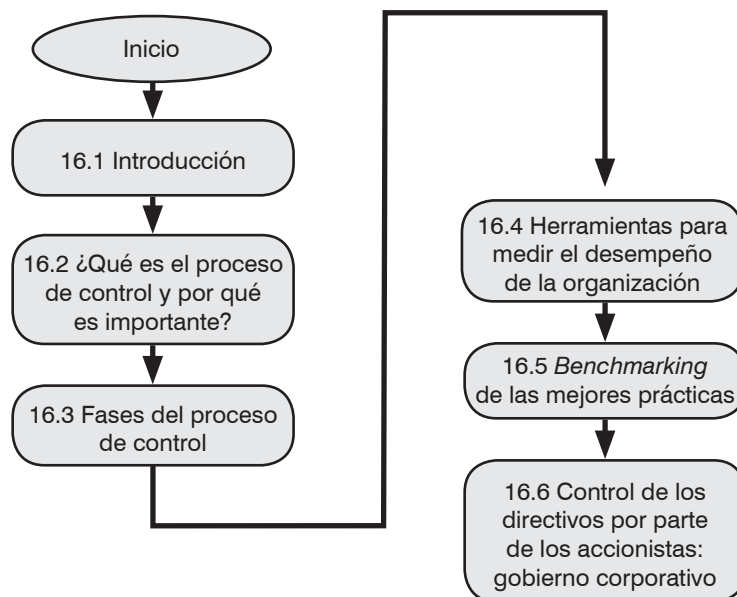 Inicio
16.1 Introducción
16.2 ¿Qué es el proceso
de control y por qué
es importante?
16.3 Fases del proceso
de control
16.4 Herramientas para
medir el desempeño
de la organización
16.5 Benchmarking
de las mejores prácticas
16.6 Control de los
directivos por parte
de los accionistas:
gobierno corporativo